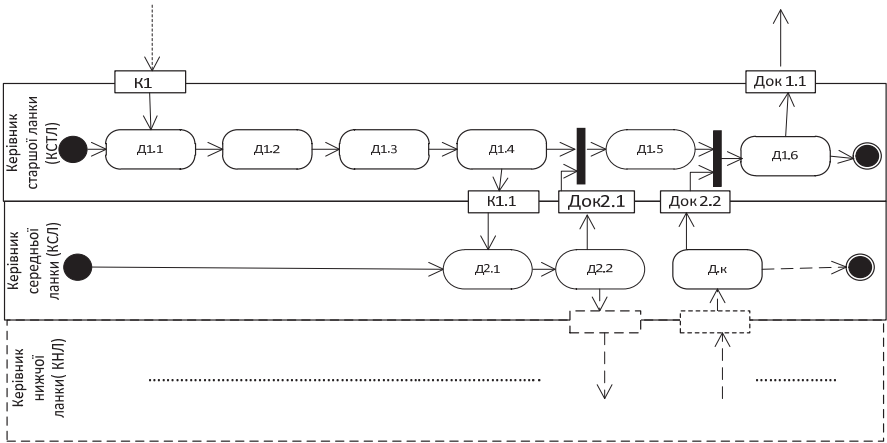 К1
Док 1.1
Керівник
старшої ланки
(КСТЛ)
Д1.1
Д1.2
Д1.3
Д1.4
Д1.5
Д1.6
К1.1
Док2.1
Док 2.2
Керівник
середньої
ланки (КСЛ)
Д2.1
Д2.2
Д.к
Керівник
нижчої
ланки( КНЛ)